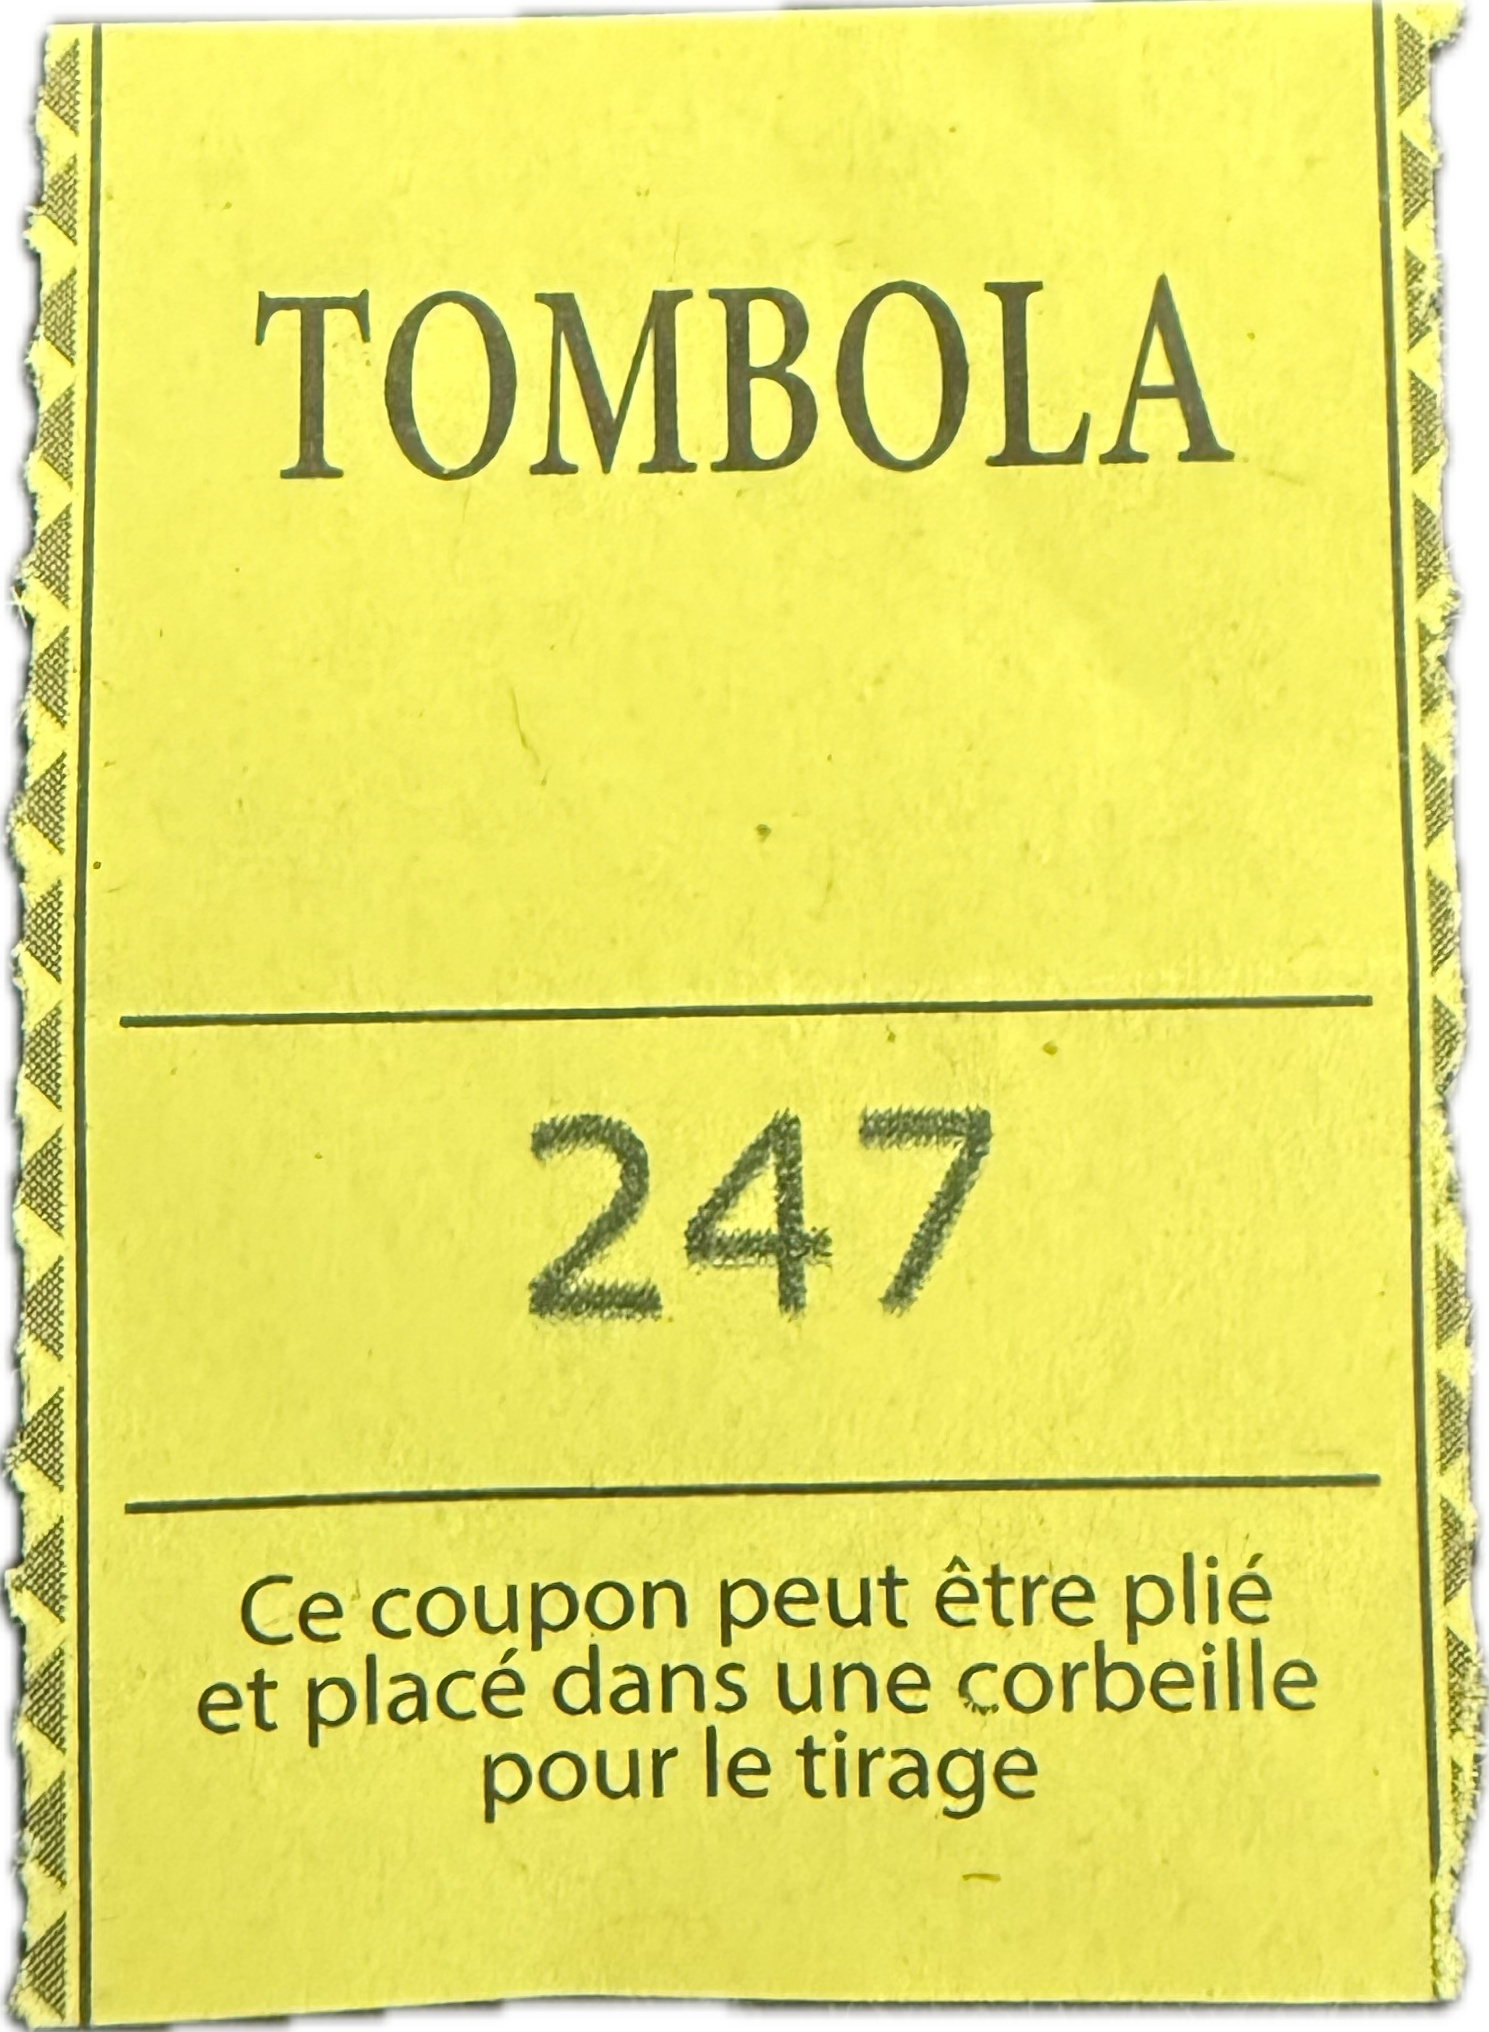 TOMBOLA
247
Ce coupon peut être plié
et placé dans une corbeille
pour le tirage